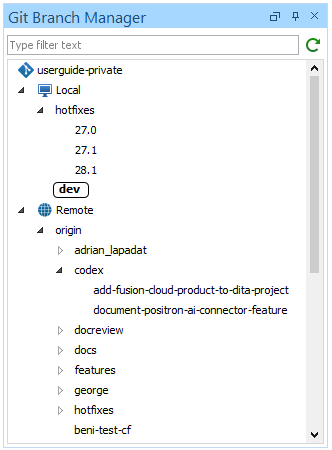 Git Branch Manager
Type filter text
userguide-private
Local
hotfixes
27.0
27.1
28.1
dev
Remote
origin
adrian_lapadat
codex
add-fusion-cloud-product-to-dita-project
document-positron-ai-connector-feature
docreview
docs
features
george
hotfixes
beni-test-cf